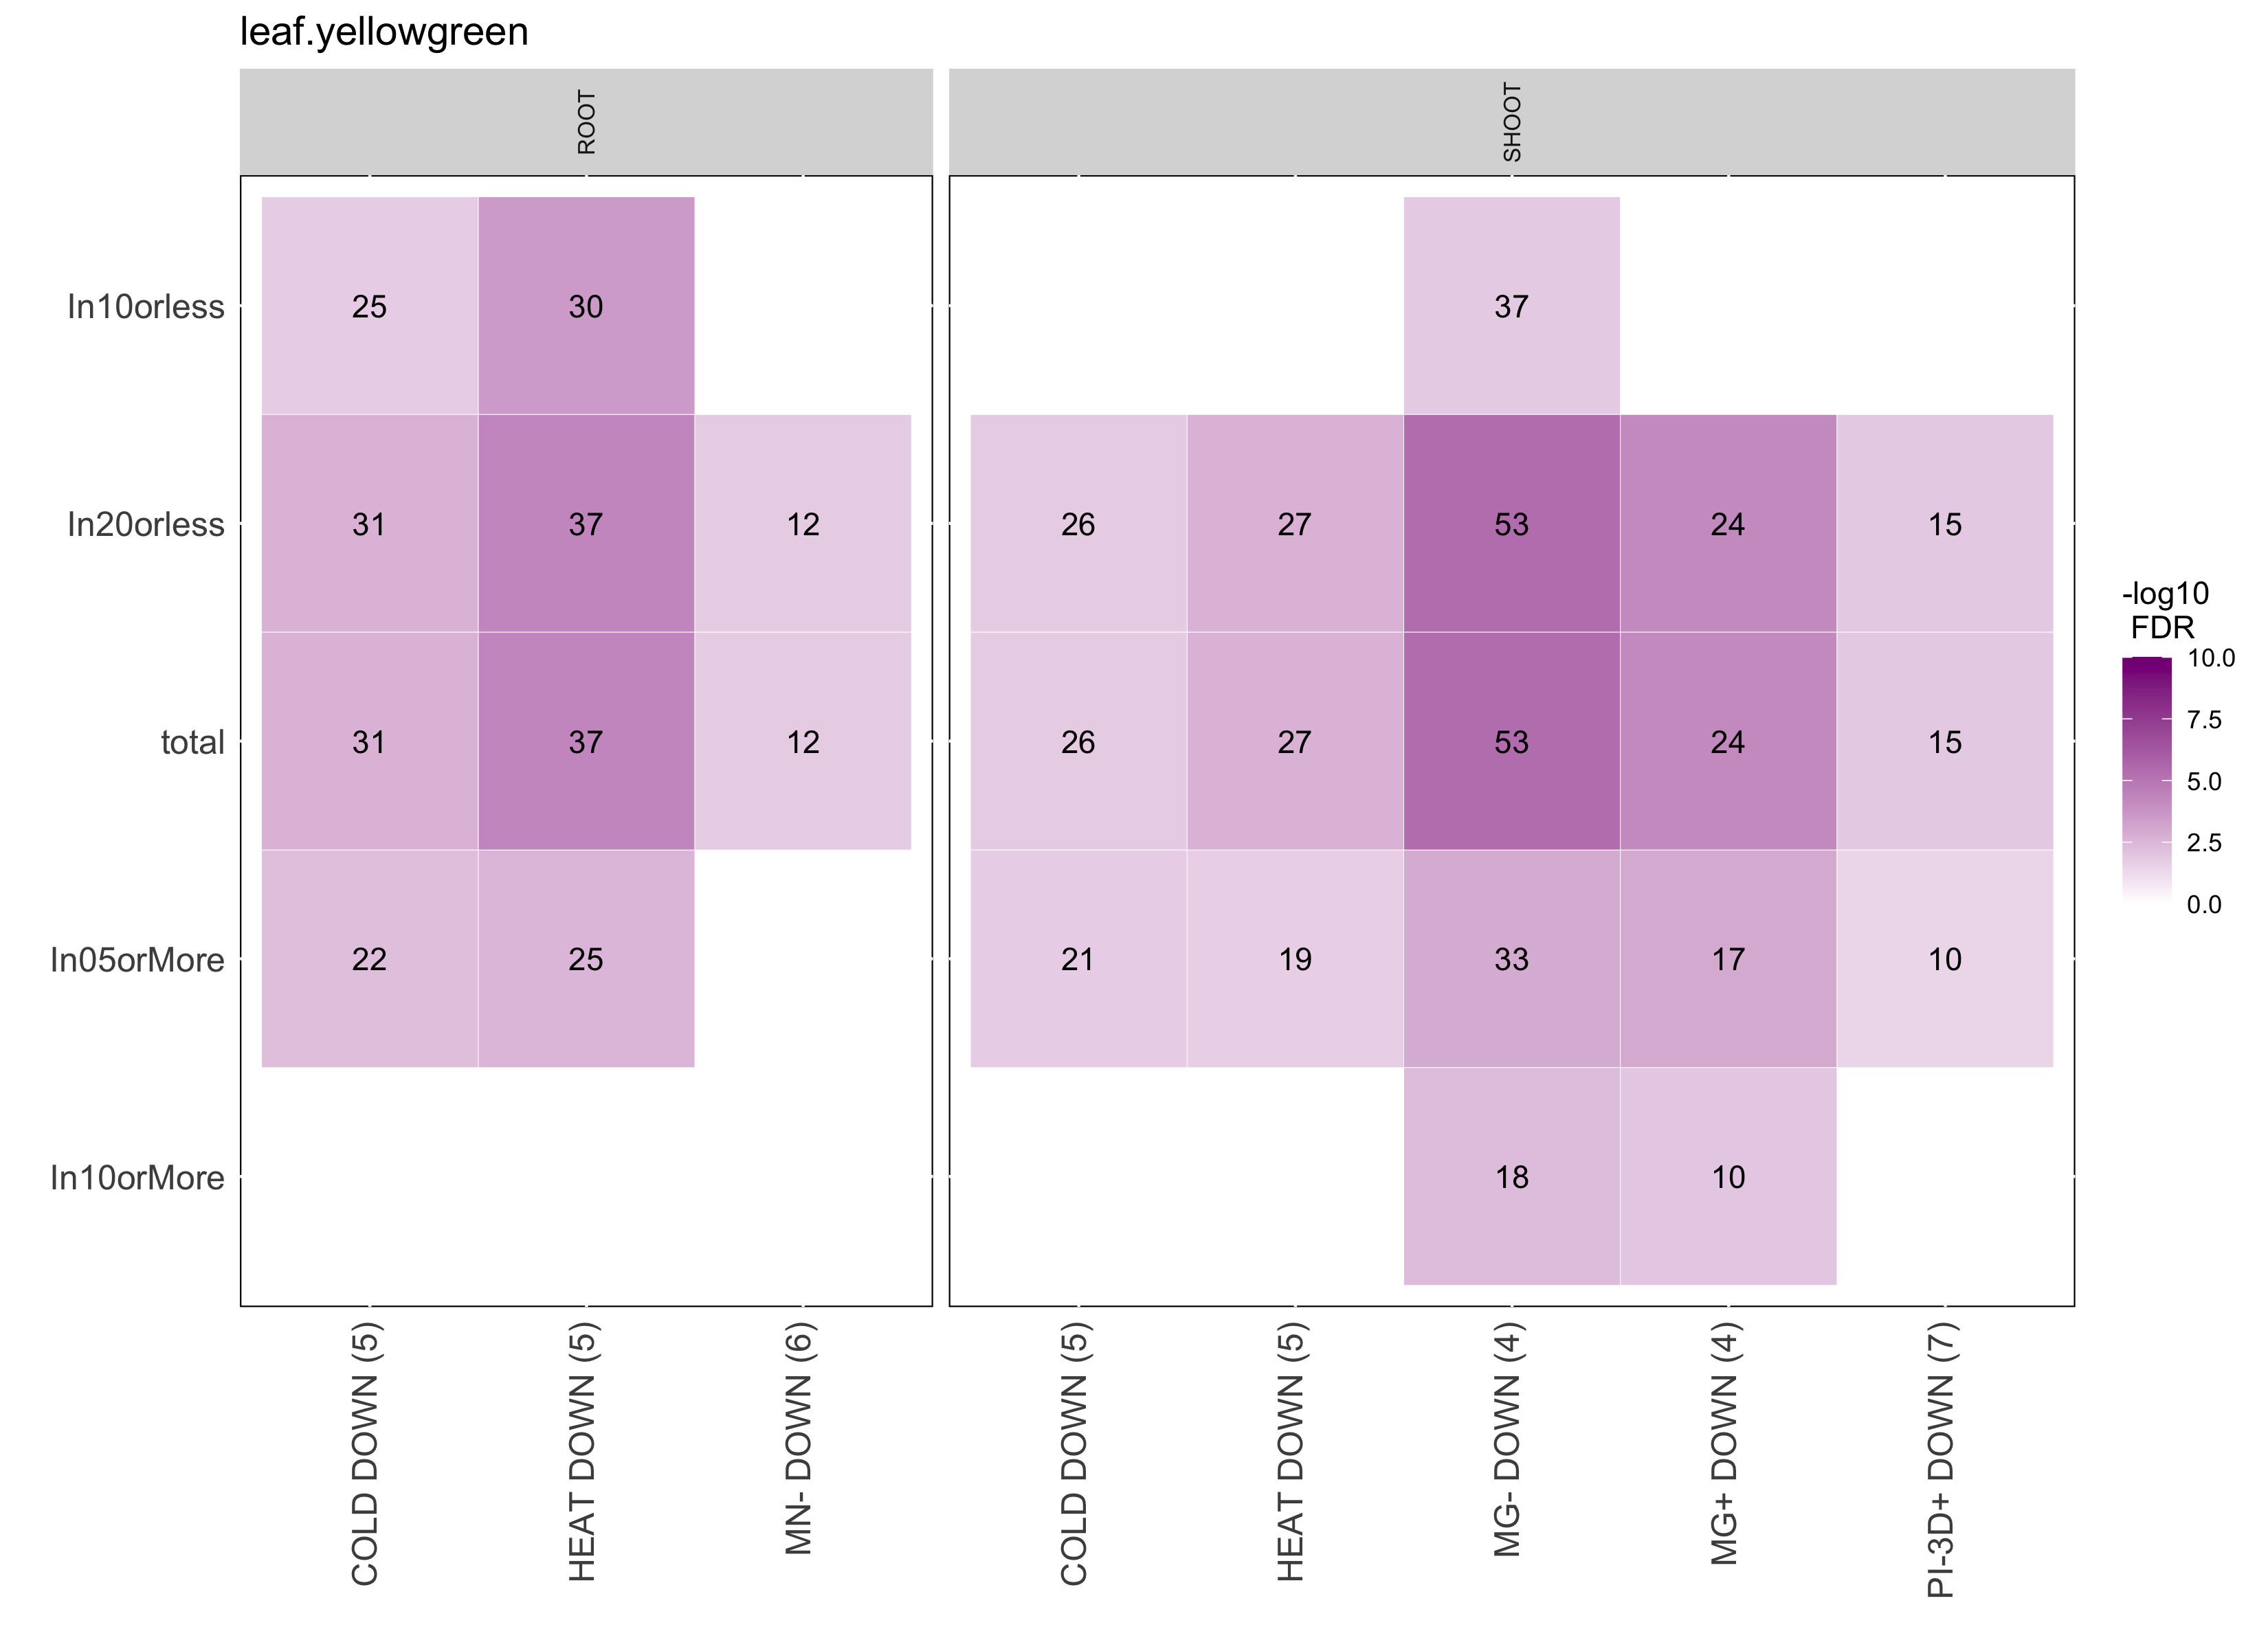 leaf.yellowgreen
ROOT
SHOOT
In10orless
25
30
37
In20orless
31
37
12
26
27
53
24
15
total
31
37
12
26
27
53
24
15
In05orMore
22
25
21
19
33
17
10
In10orMore
18
10
COLD DOWN (5)
HEAT DOWN (5)
MN- DOWN (6)
COLD DOWN (5)
HEAT DOWN (5)
MG- DOWN (4)
MG+ DOWN (4)
PI-3D+ DOWN (7)
-log10
FDR
10.0
7.5
5.0
2.5
0.0